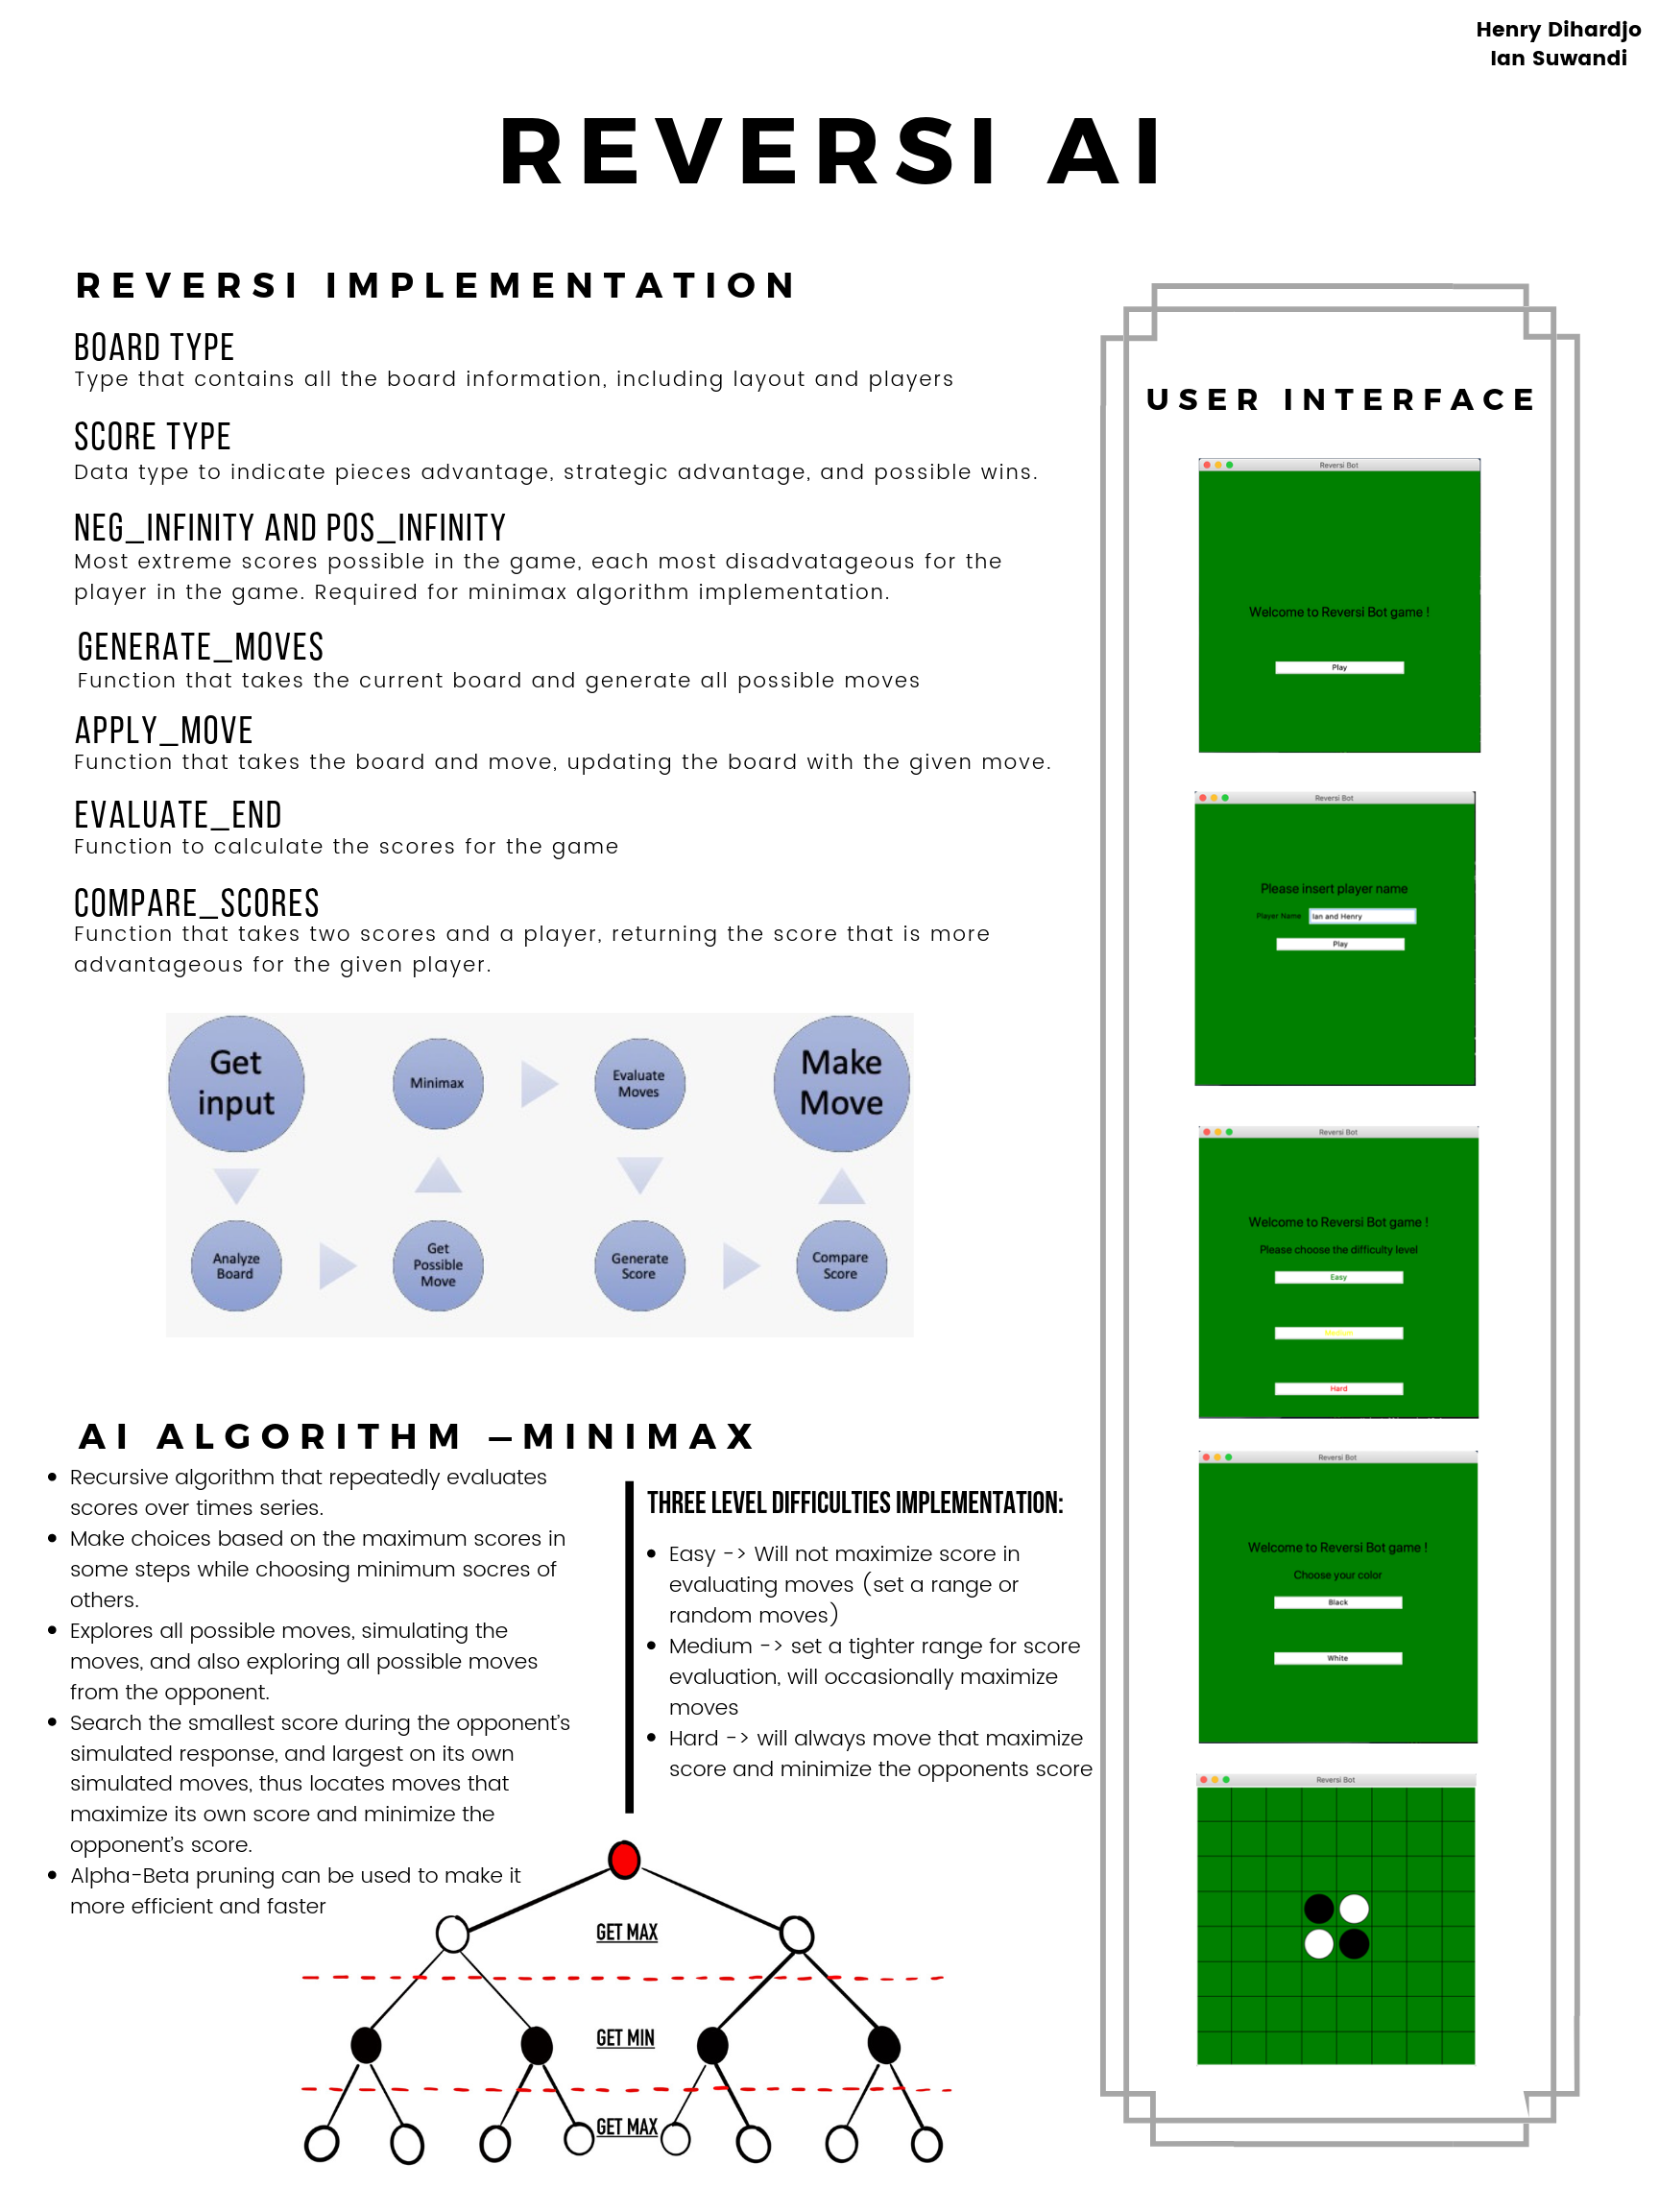 Henry Dihardjo
Ian Suwandi
REVERSI AI
REVERSI IMPLEMENTATION
BOARD TYPE
Type that contains all the board information, including layout and players
SCORE TYPE
Data type to indicate pieces advantage, strategic advantage, and possible wins.
NEG_INFINITY AND POS_INFINITY
Most extreme scores possible in the game, each most disadvatageous for the
player in the game. Required for minimax algorithm implementation.
GENERATE_MOVES
Function that takes the current board and generate all possible moves
APPLY_MOVE
Function that takes the board and move, updating the board with the given move.
EVALUATE_END
Function to calculate the scores for the game
COMPARE_SCORES
Function that takes two scores and a player, returning the score that is more
advantageous for the given player.
Get
input
Minimax
Evaluate
Moves
Make
Move
Analyze
Board
Get
Possible
Move
Generate
Score
Compare
Score
AI ALGORITHM –MINIMAX
• Recursive algorithm that repeatedly evaluates
scores over times series.
• Make choices based on the maximum scores in
some steps while choosing minimum socres of
others.
• Explores all possible moves, simulating the
moves, and also exploring all possible moves
from the opponent.
• Search the smallest score during the opponent's
simulated response, and largest on its own
simulated moves, thus locates moves that
maximize its own score and minimize the
opponent's score.
• Alpha-Beta pruning can be used to make it
more efficient and faster
THREE LEVEL DIFFICULTIES IMPLEMENTATION:
• Easy -> Will not maximize score in
evaluating moves (set a range or
random moves)
• Medium -> set a tighter range for score
evaluation, will occasionally maximize
moves
• Hard -> will always move that maximize
score and minimize the opponents score
GET MAX
GET MIN
GET MAX
USER INTERFACE
Reversi Bot
Welcome to Reversi Bot game !
Play
Reversi Bot
Please insert player name
Player Name Ian and Henry
Play
Reversi Bot
Welcome to Reversi Bot game !
Please choose the difficulty level
Easy
Medium
Hard
Reversi Bot
Welcome to Reversi Bot game !
Choose your color
Black
White
Reversi Bot